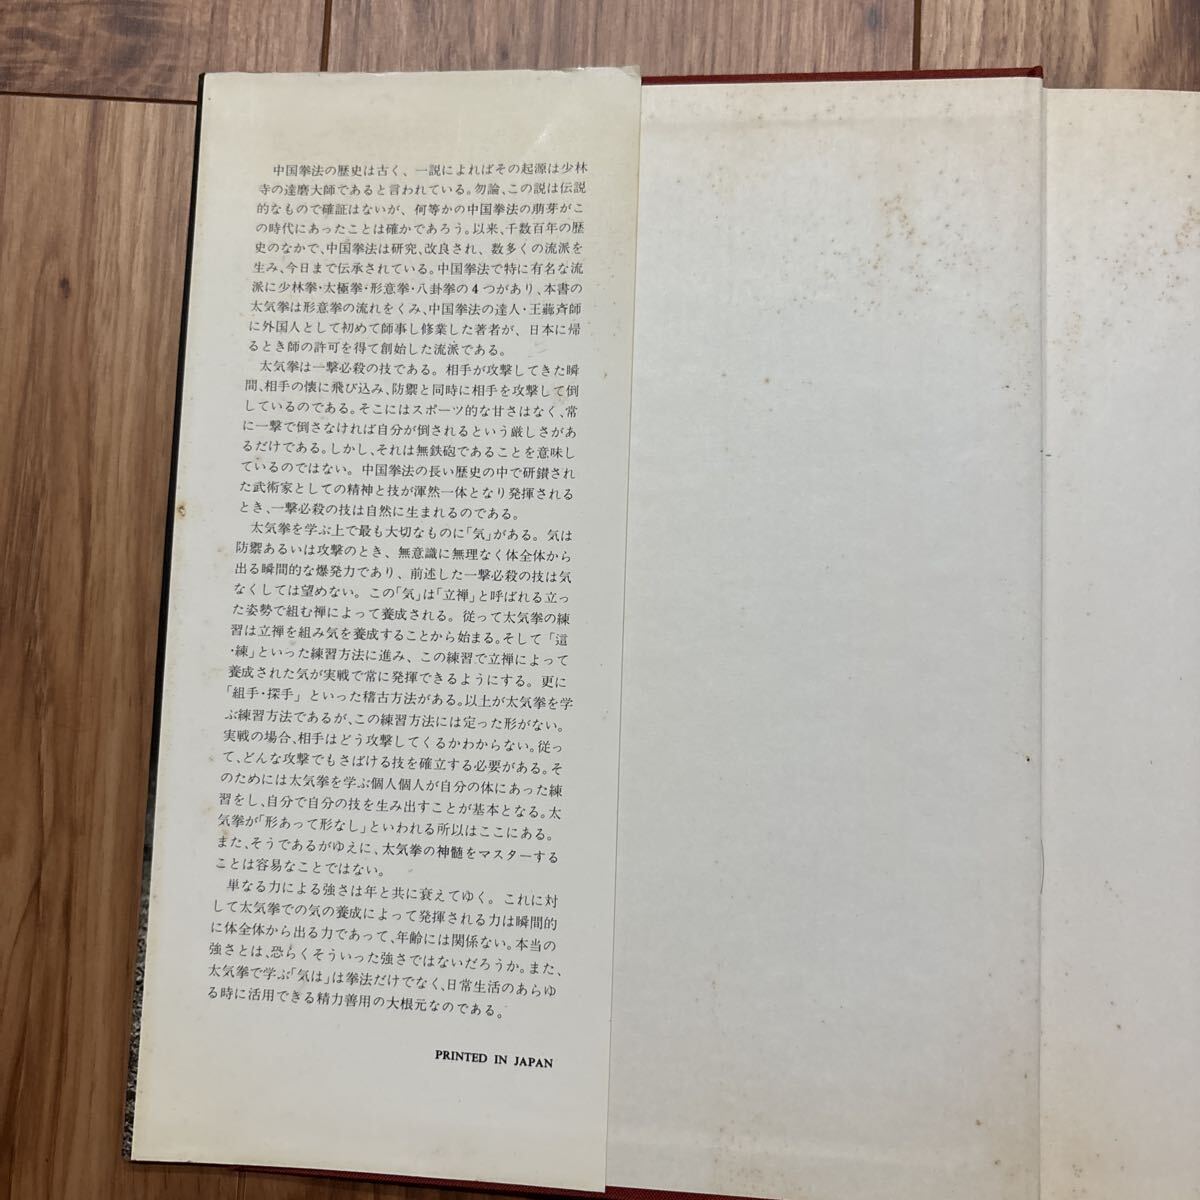 中国拳法の歴史は古く、一説によればその起源は少林
寺の達磨大師であると言われている。勿論、この説は伝説
的なもので確証はないが、何等かの中国拳法の萠芽がこ
の時代にあったことは確かであろう。以来、千数百年の歴
史のなかで、中国拳法は研究、改良され、数多くの流派を
生み、今日まで伝承されている。中国拳法で特に有名な流
派に少林拳・太極拳・形意拳・八卦拳の4つがあり、本書の
太気拳は形意拳の流れをくみ、中国拳法の達人・王薌斉師
に外国人として初めて師事し修業した著者が、日本に帰
るとき師の許可を得て創始した流派である。
太気拳は一撃必殺の技である。相手が攻撃してきた瞬
間、相手の懐に飛び込み、防禦と同時に相手を攻撃して倒
しているのである。そこにはスポーツ的な甘さはなく、常
に一撃で倒さなければ自分が倒されるという厳しさがあ
るだけである。しかし、それは無鉄砲であることを意味し
ているのではない。中国拳法の長い歴史の中で研鑚され
た武術家としての精神と技が渾然一体となり発揮される
とき、一撃必殺の技は自然に生まれるのである。
太気拳を学ぶ上で最も大切なものに「気」がある。気は
防禦あるいは攻撃のとき、無意識に無理なく体全体から
出る瞬間的な爆発力であり、前述した一撃必殺の技は気
なくしては望めない。この「気」は「立禅」と呼ばれる立っ
た姿勢で組む禅によって養成される。従って太気拳の練
習は立禅を組み気を養成することから始まる。そして「這
・練」といった練習方法に進み、この練習で立禅によって
養成された気が実戦で常に発揮できるようにする。更に
「組手・探手」といった稽古方法がある。以上が太気拳を学
ぶ練習方法であるが、この練習方法には定った形がない。
実戦の場合、相手はどう攻撃してくるかわからない。従っ
て、どんな攻撃でもさばける技を確立する必要がある。そ
のためには太気拳を学ぶ個人個人が自分の体にあった練
習をし、自分で自分の技を生み出すことが基本となる。太
気拳が「形あって形なし」といわれる所以はここにある。
また、そうであるがゆえに、太気拳の神髄をマスターする
ことは容易なことではない。
単なる力による強さは年と共に衰えてゆく。これに対
して太気拳での気の養成によって発揮される力は瞬間的
に体全体から出る力であって、年齢には関係ない。本当の
強さとは、恐らくそういった強さではないだろうか。また、
太気拳で学ぶ「気は」は拳法だけでなく、日常生活のあらゆ
る時に活用できる精力善用の大根元なのである。
PRINTED IN JAPAN